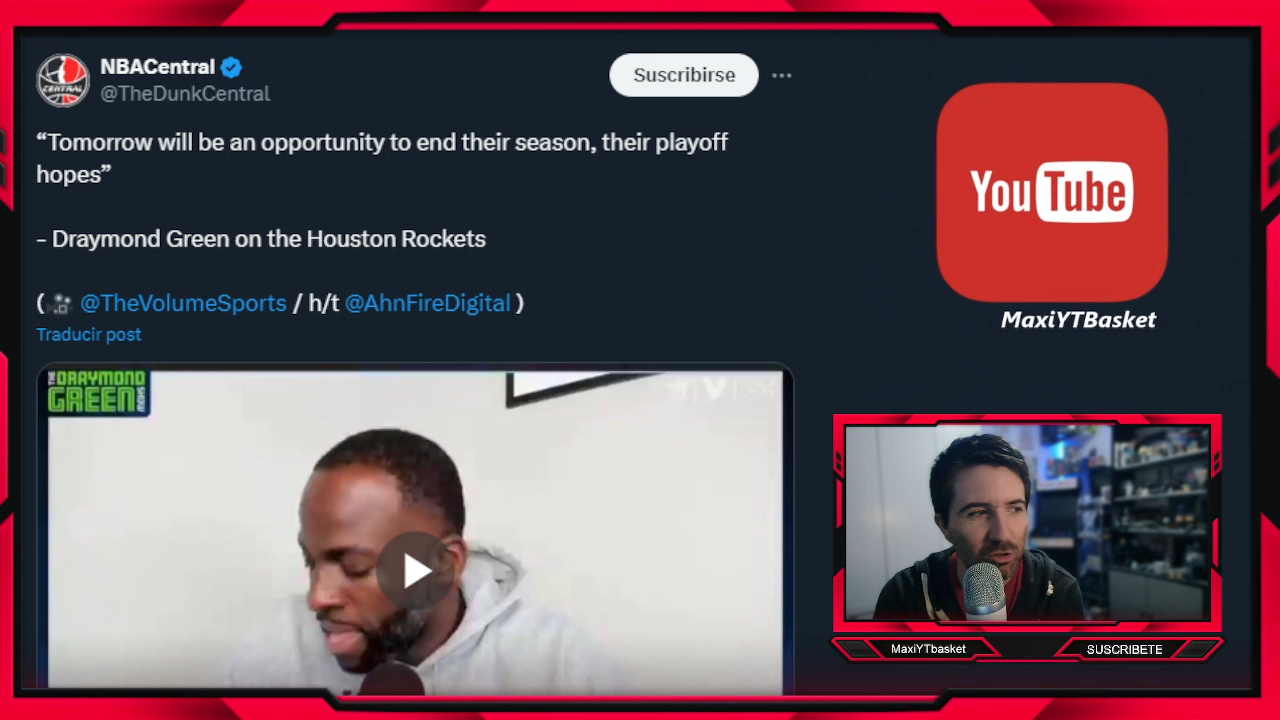 NBACentral
@TheDunkCentral
Suscribirse
“Tomorrow will be an opportunity to end their season, their playoff
hopes”
– Draymond Green on the Houston Rockets
( @TheVolumeSports / h/t @AhnFireDigital )
Traducir post
THE DRAYMOND
GREEN SHOW
YouTube
MaxiYTBasket
MaxiYTbasket
SUSCRIBETE
CENTRAL